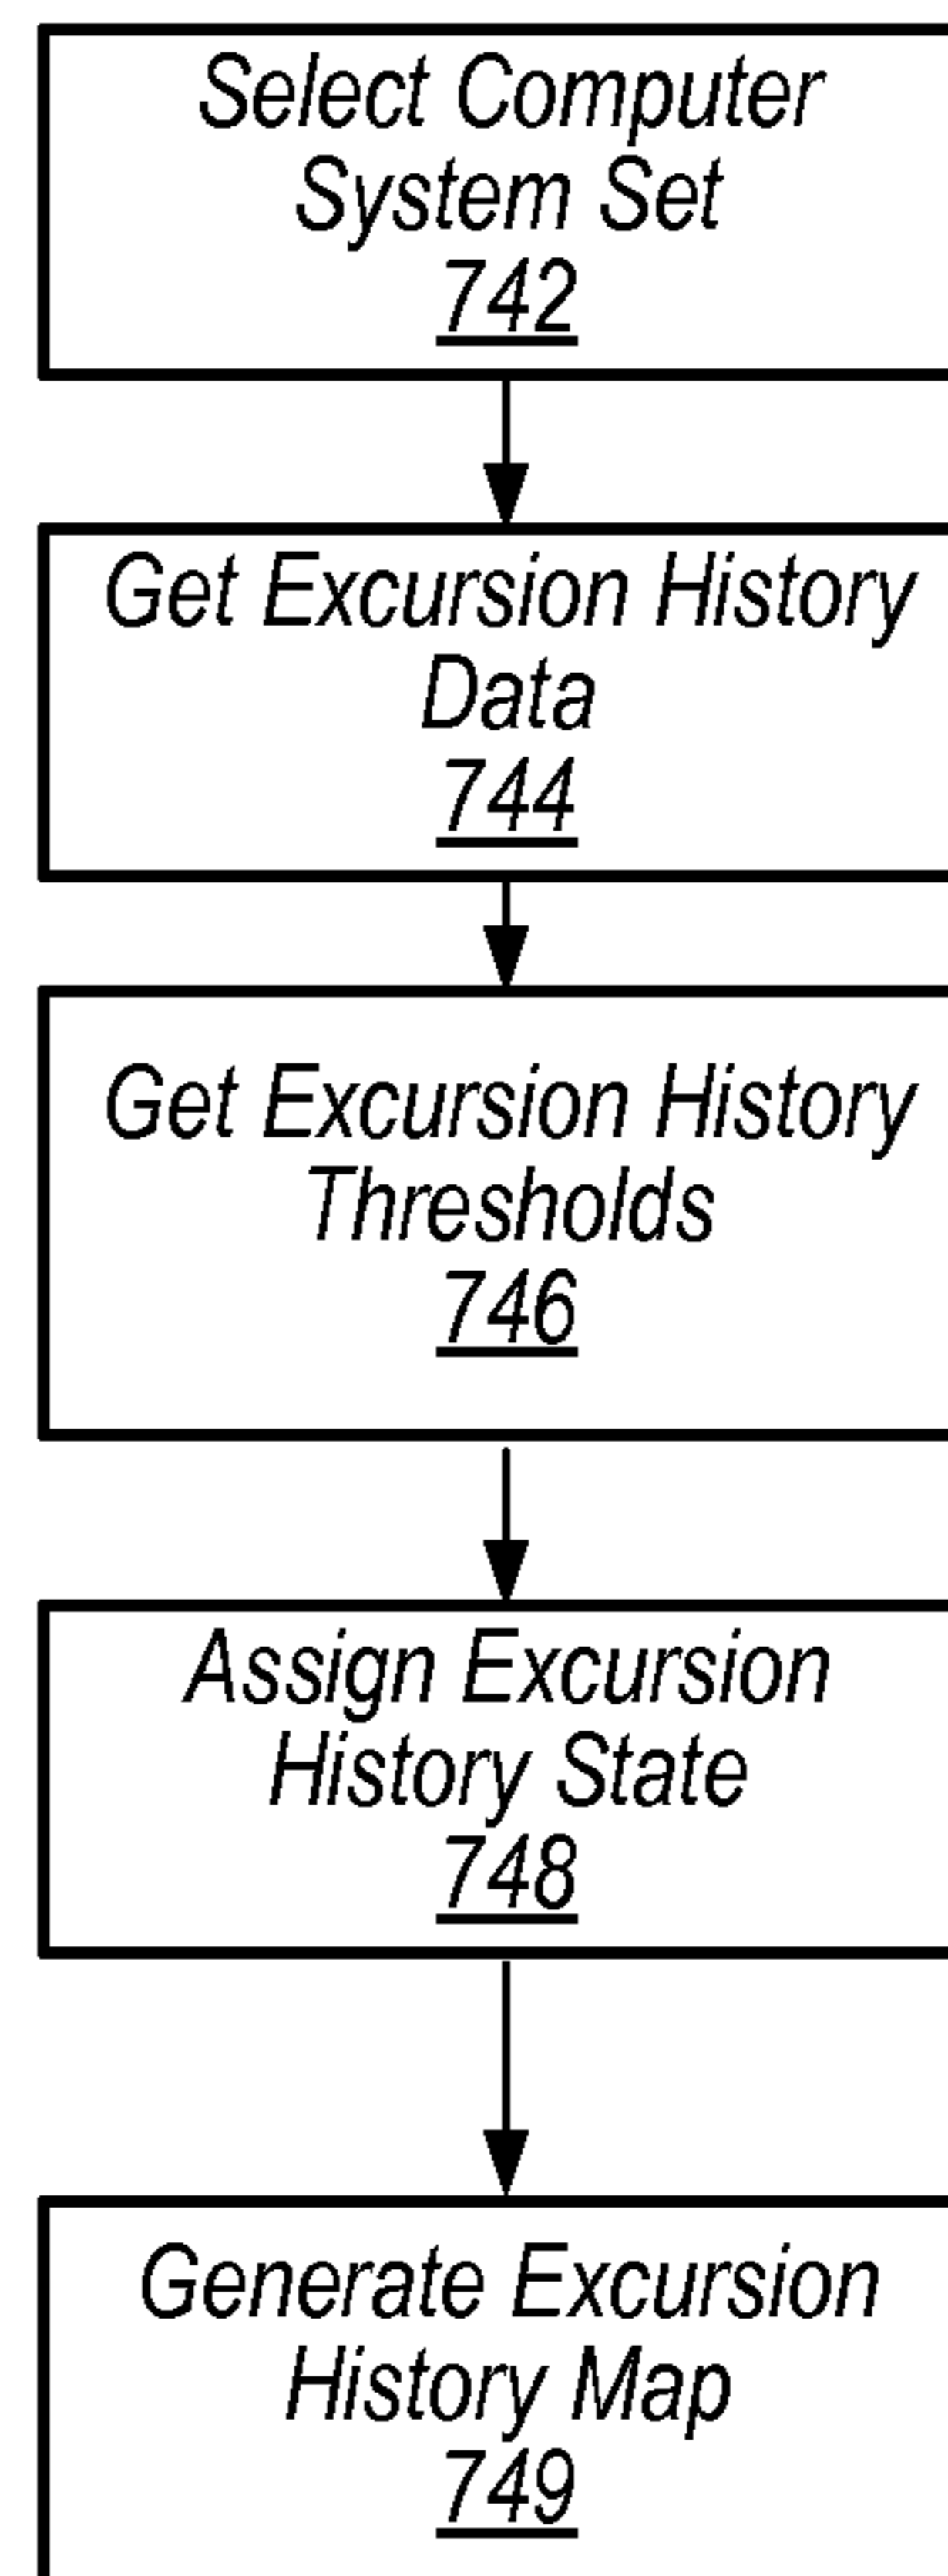 Select Computer
System Set
742
Get Excursion History
Data
744
Get Excursion History
Thresholds
746
Assign Excursion
History State
748
Generate Excursion
History Map
749